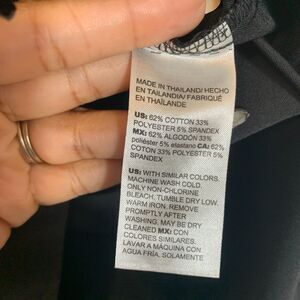 MADE IN THAILAND/ HECHO
EN TAILANDIA/ FABRIQUÉ
EN THAÏLANDE
US: 62% COTTON 33%
POLYESTER 5% SPANDEX
MX: 62% ALGODÓN 33%
poliéster 5% elastano CA: 62%
COTON 33% POLYESTER 5%
SPANDEX
US: WITH SIMILAR COLORS.
MACHINE WASH COLD.
ONLY NON-CHLORINE
BLEACH. TUMBLE DRY LOW.
WARM IRON. REMOVE
PROMPTLY AFTER
WASHING. MAY BE DRY
CLEANED MX: CON
COLORES SIMILARES.
LAVAR A MAQUINA CON
AGUA FRÍA. SOLAMENTE